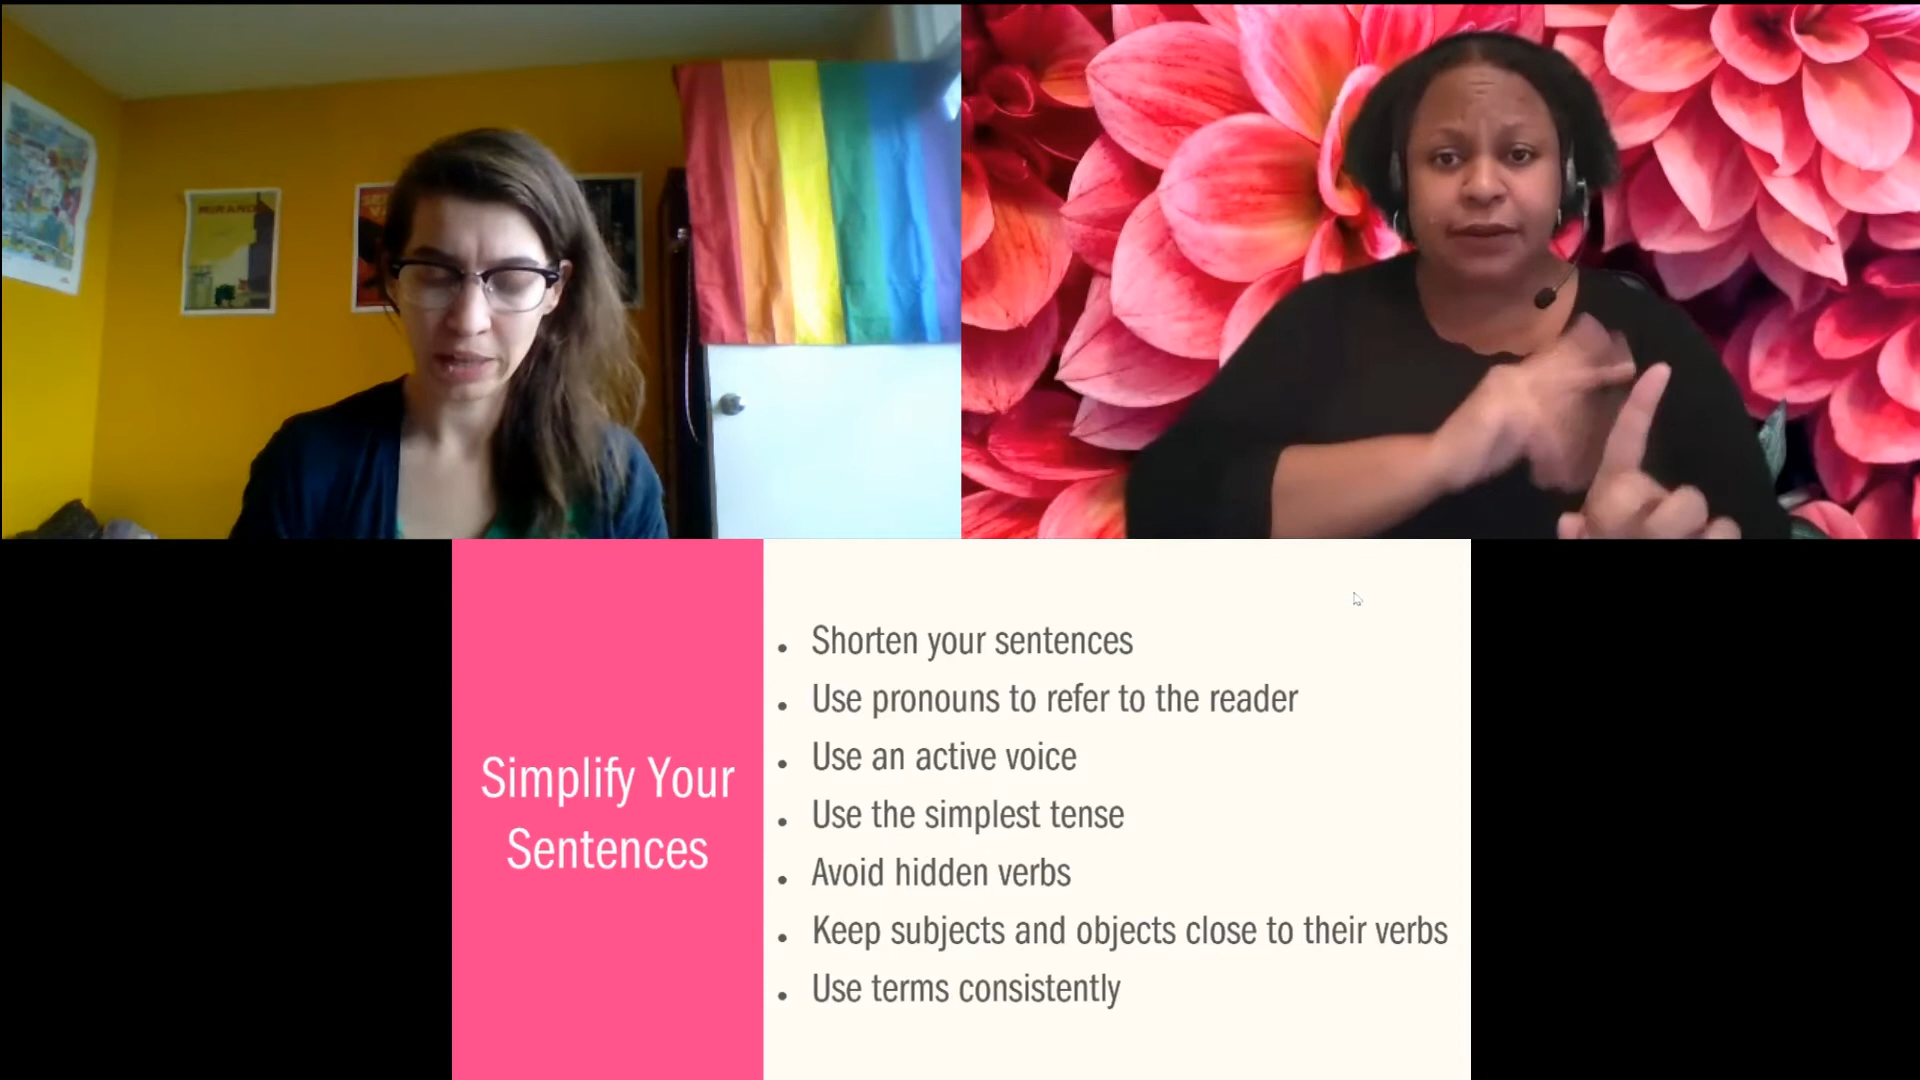 MIRAND
Simplify Your
Sentences
Shorten your sentences
Use pronouns to refer to the reader
Use an active voice
Use the simplest tense
Avoid hidden verbs
Keep subjects and objects close to their verbs
Use terms consistently